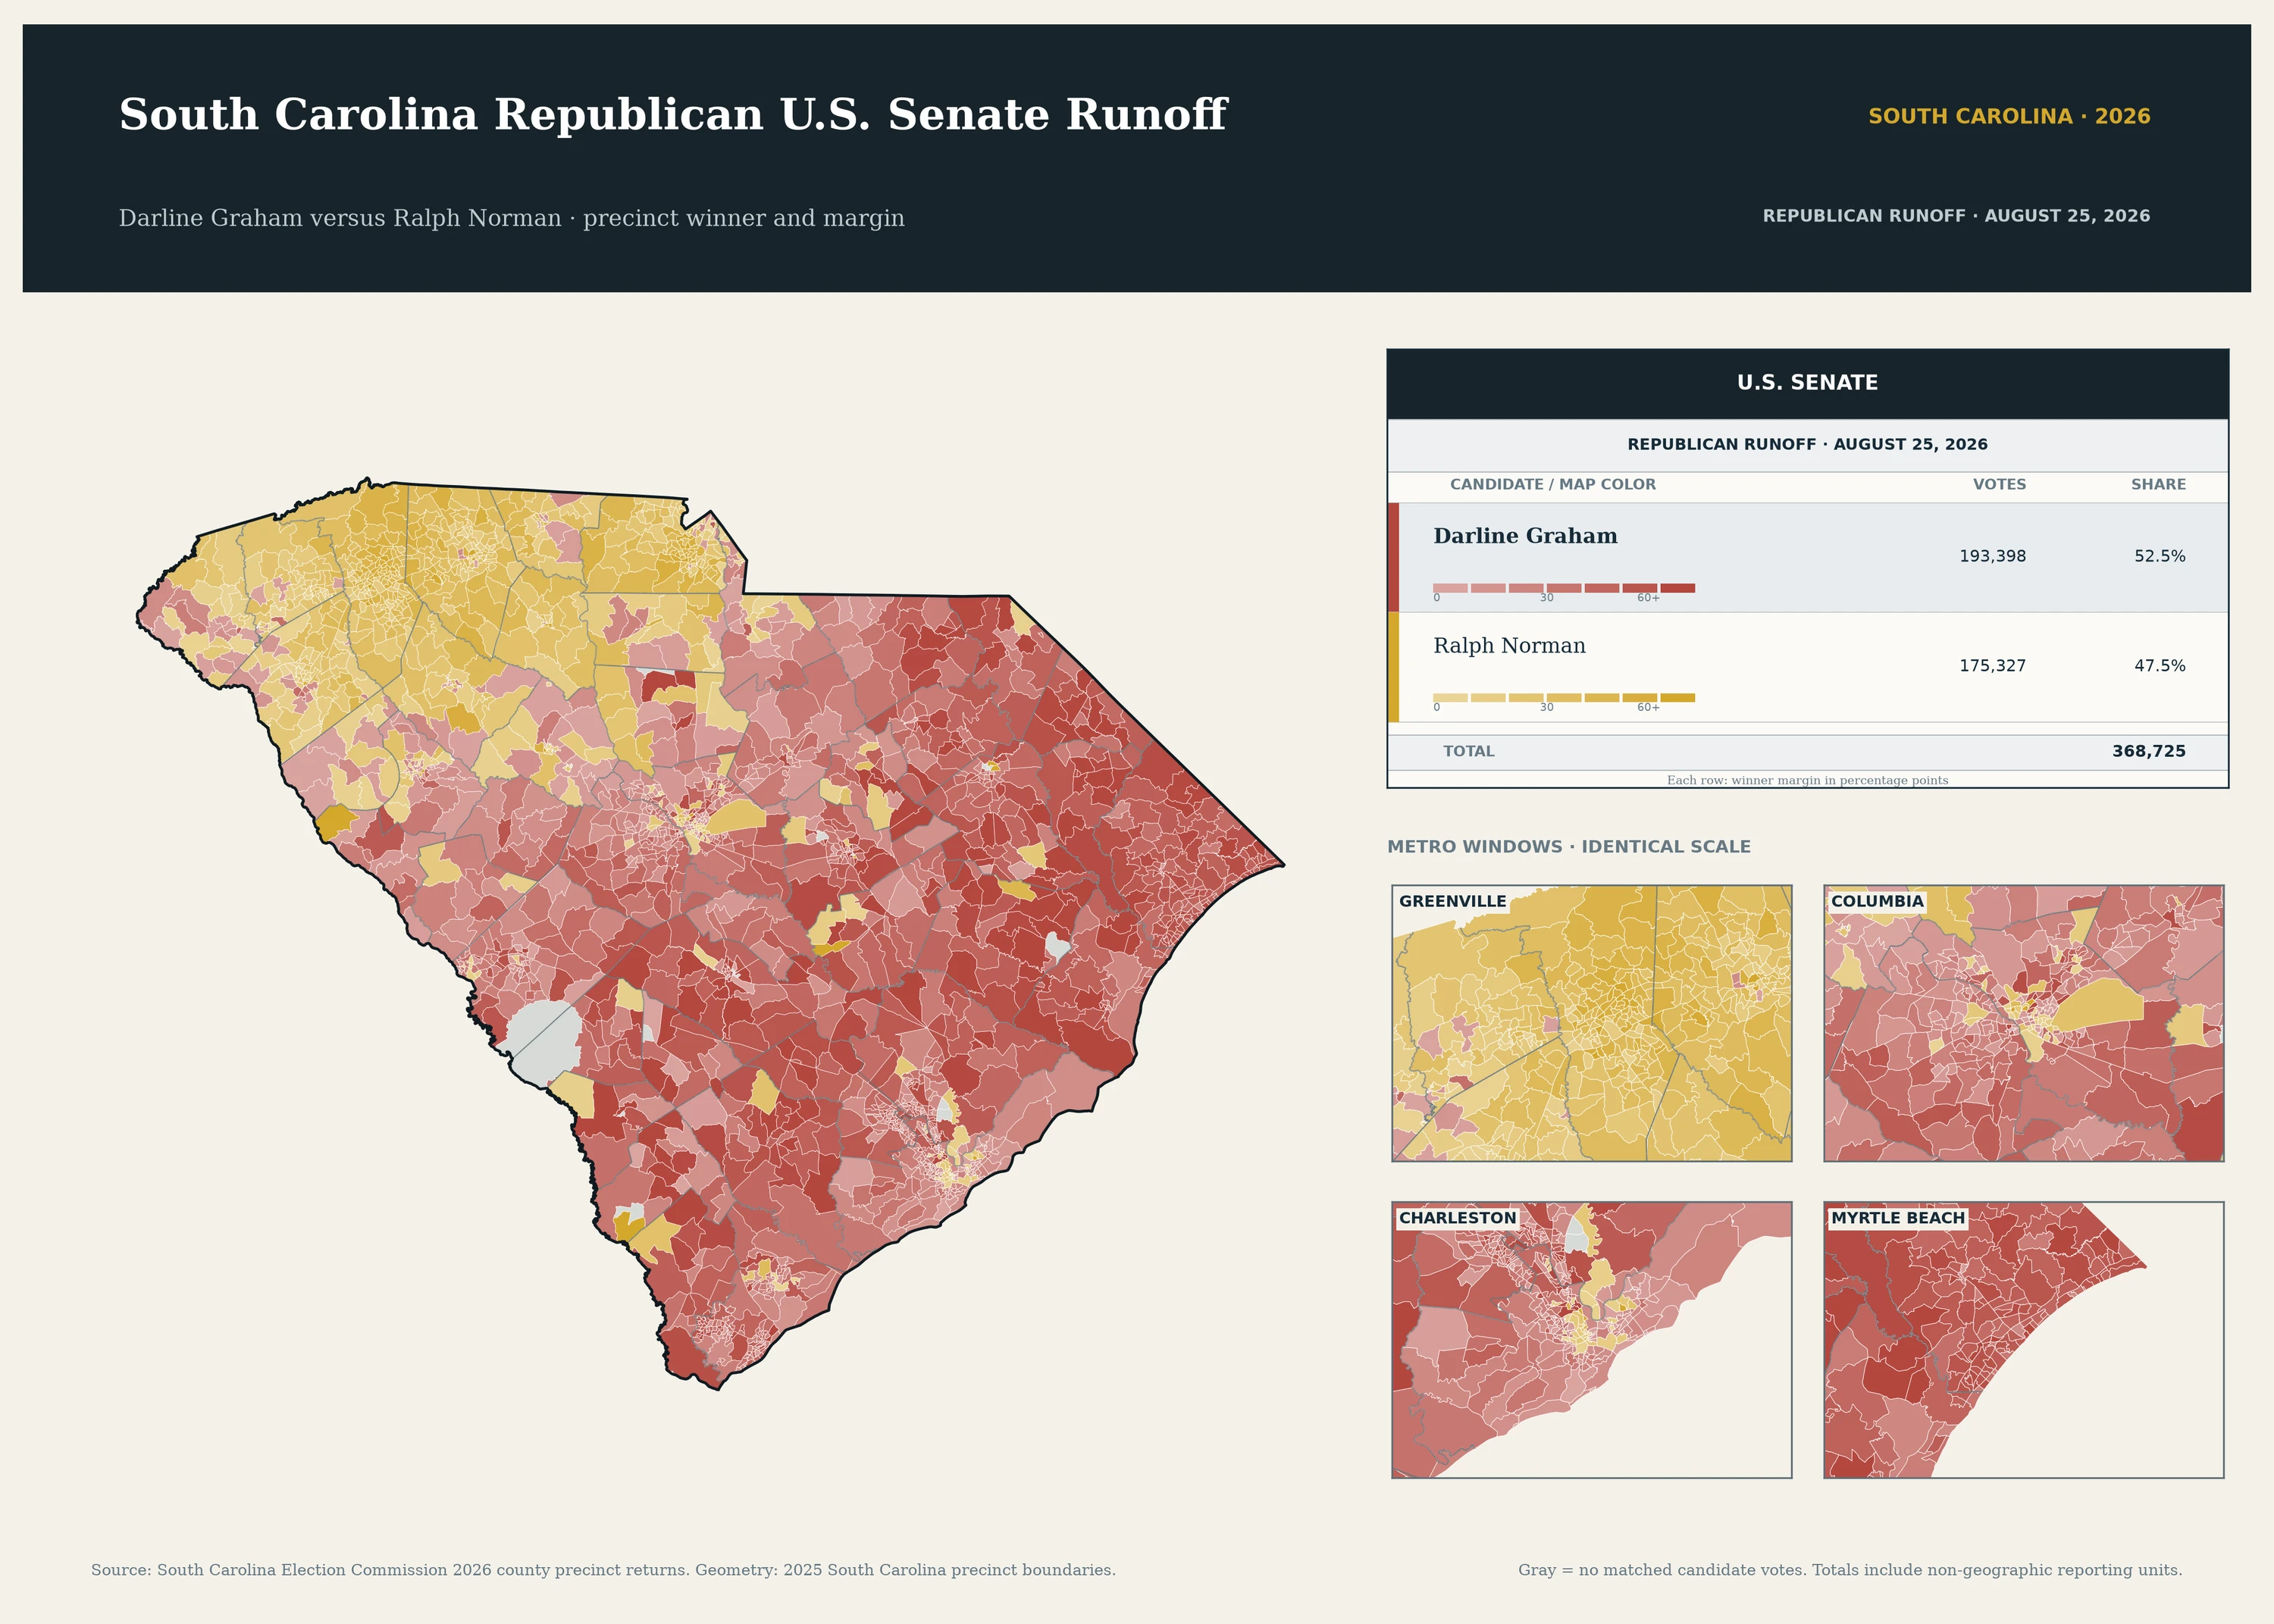 South Carolina Republican U.S. Senate Runoff
SOUTH CAROLINA · 2026
Darline Graham versus Ralph Norman · precinct winner and margin
REPUBLICAN RUNOFF · AUGUST 25, 2026
U.S. SENATE
REPUBLICAN RUNOFF · AUGUST 25, 2026
CANDIDATE / MAP COLOR VOTES SHARE
Darline Graham 193,398 52.5%
0 30 60+
Ralph Norman 175,327 47.5%
0 30 60+
TOTAL 368,725
Each row: winner margin in percentage points
METRO WINDOWS · IDENTICAL SCALE
GREENVILLE
COLUMBIA
CHARLESTON
MYRTLE BEACH
Source: South Carolina Election Commission 2026 county precinct returns. Geometry: 2025 South Carolina precinct boundaries.
Gray = no matched candidate votes. Totals include non-geographic reporting units.